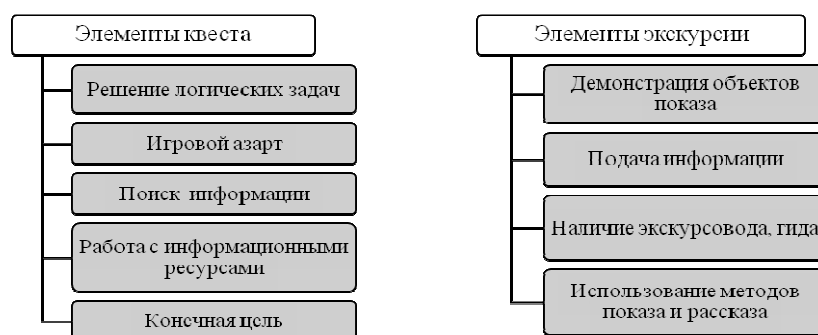 Элементы квеста
Решение логических задач
Игровой азарт
Поиск информации
Работа с информационными
ресурсами
Конечная цель
Элементы экскурсии
Демонстрация объектов
показа
Подача информации
Наличие экскурсовода, гида
Использование методов
показа и рассказа